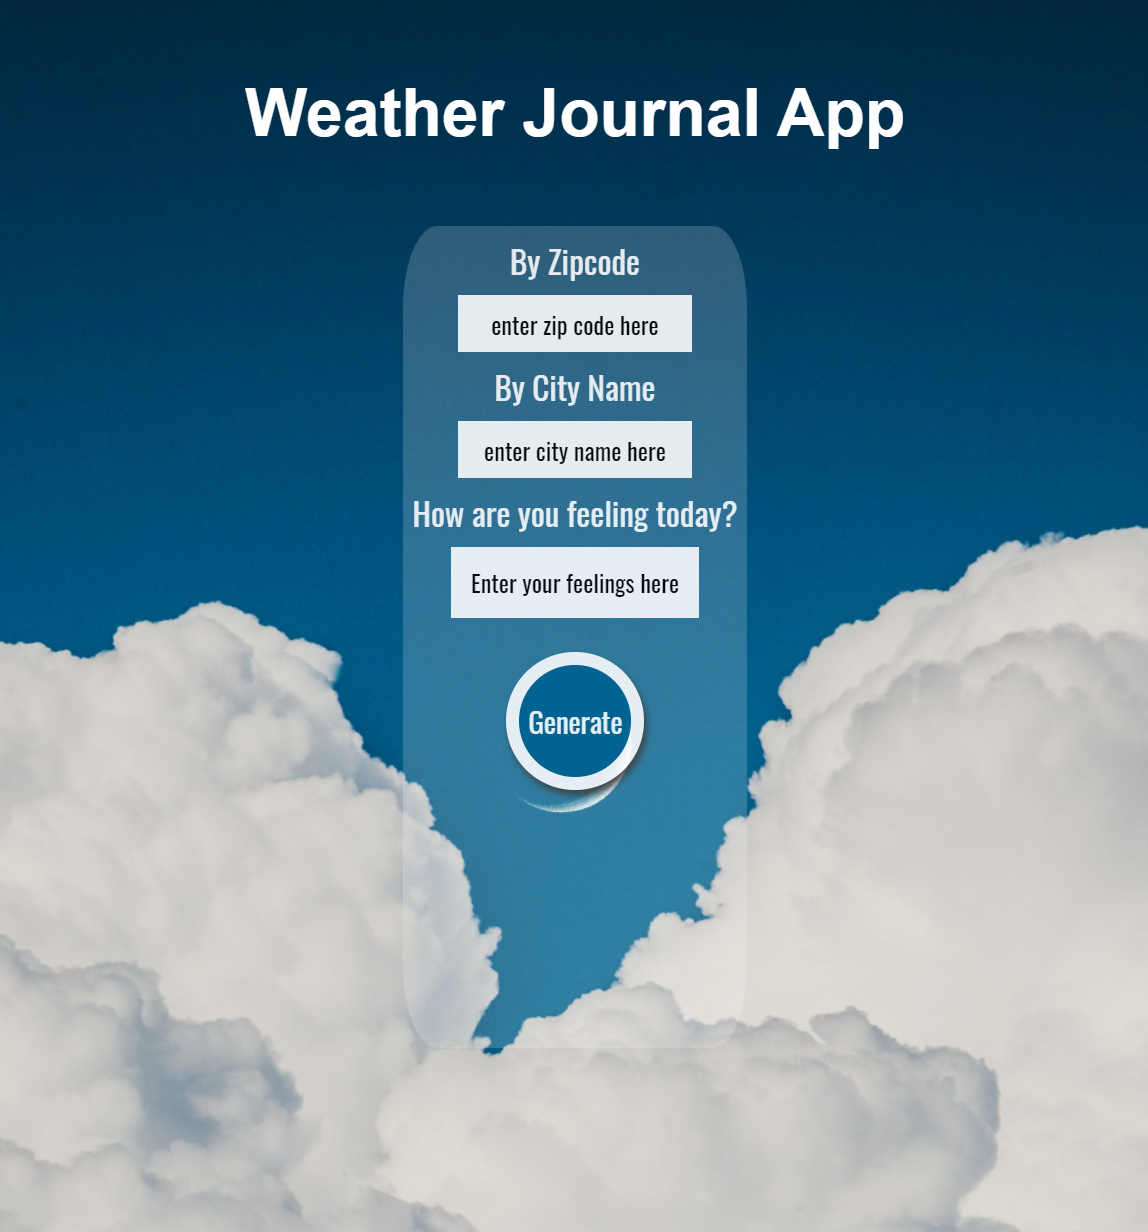 Weather Journal App
By Zipcode
enter zip code here
By City Name
enter city name here
How are you feeling today?
Enter your feelings here
Generate